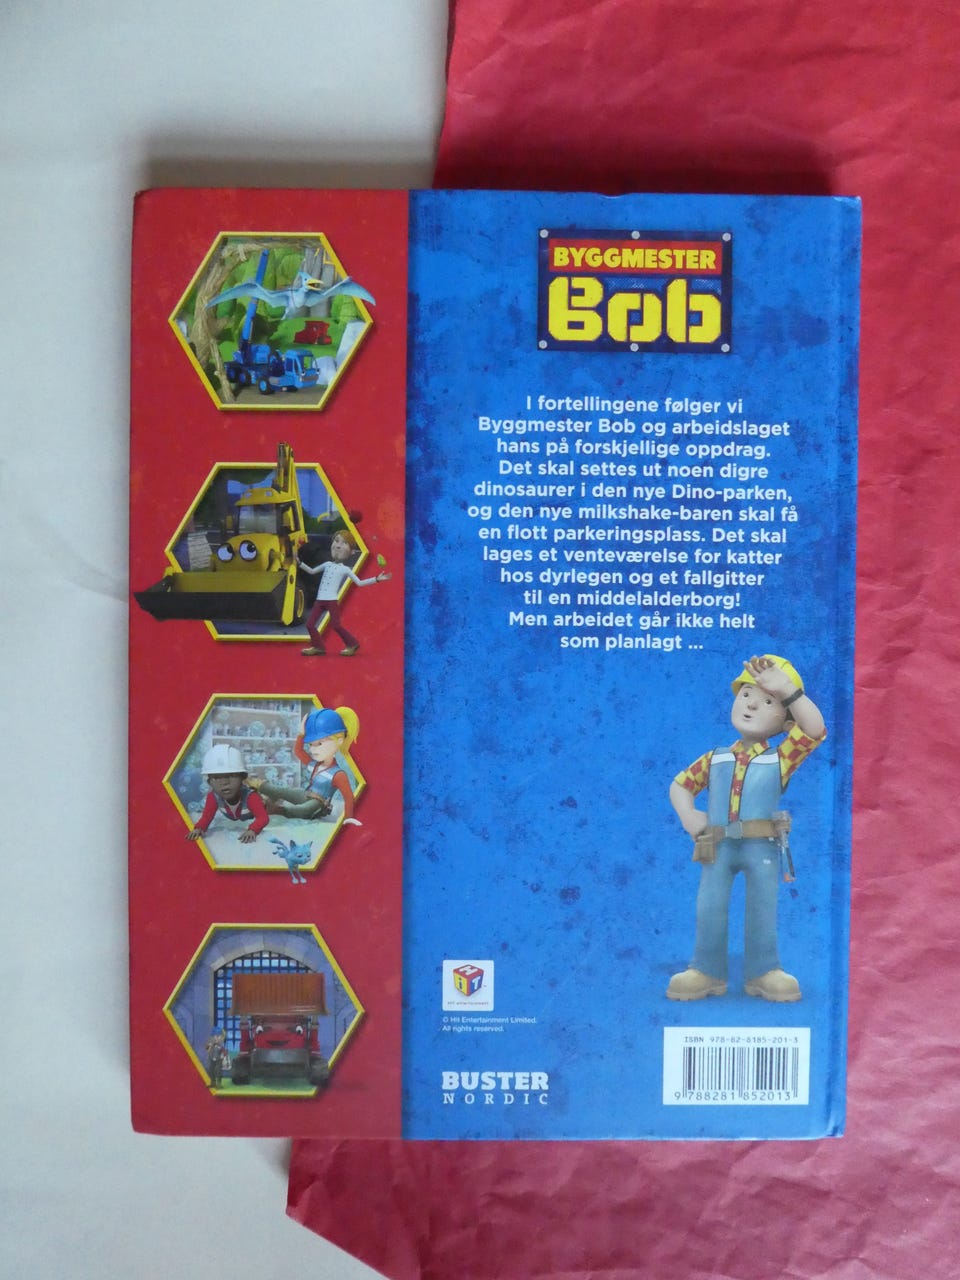 BYGGMESTER
Bob
I fortellingene følger vi
Byggmester Bob og arbeidslaget
hans på forskjellige oppdrag.
Det skal settes ut noen digre
dinosaurer i den nye Dino-parken,
og den nye milkshake-baren skal få
en flott parkeringsplass. Det skal
lages et venteværelse for katter
hos dyrlegen og et fallgitter
til en middelalderborg!
Men arbeidet går ikke helt
som planlagt ...
HiT
HIT entertainment
© Hit Entertainment Limited.
All rights reserved.
BUSTER
NORDIC
ISBN 978-82-8185-201-3
9 788281 852013